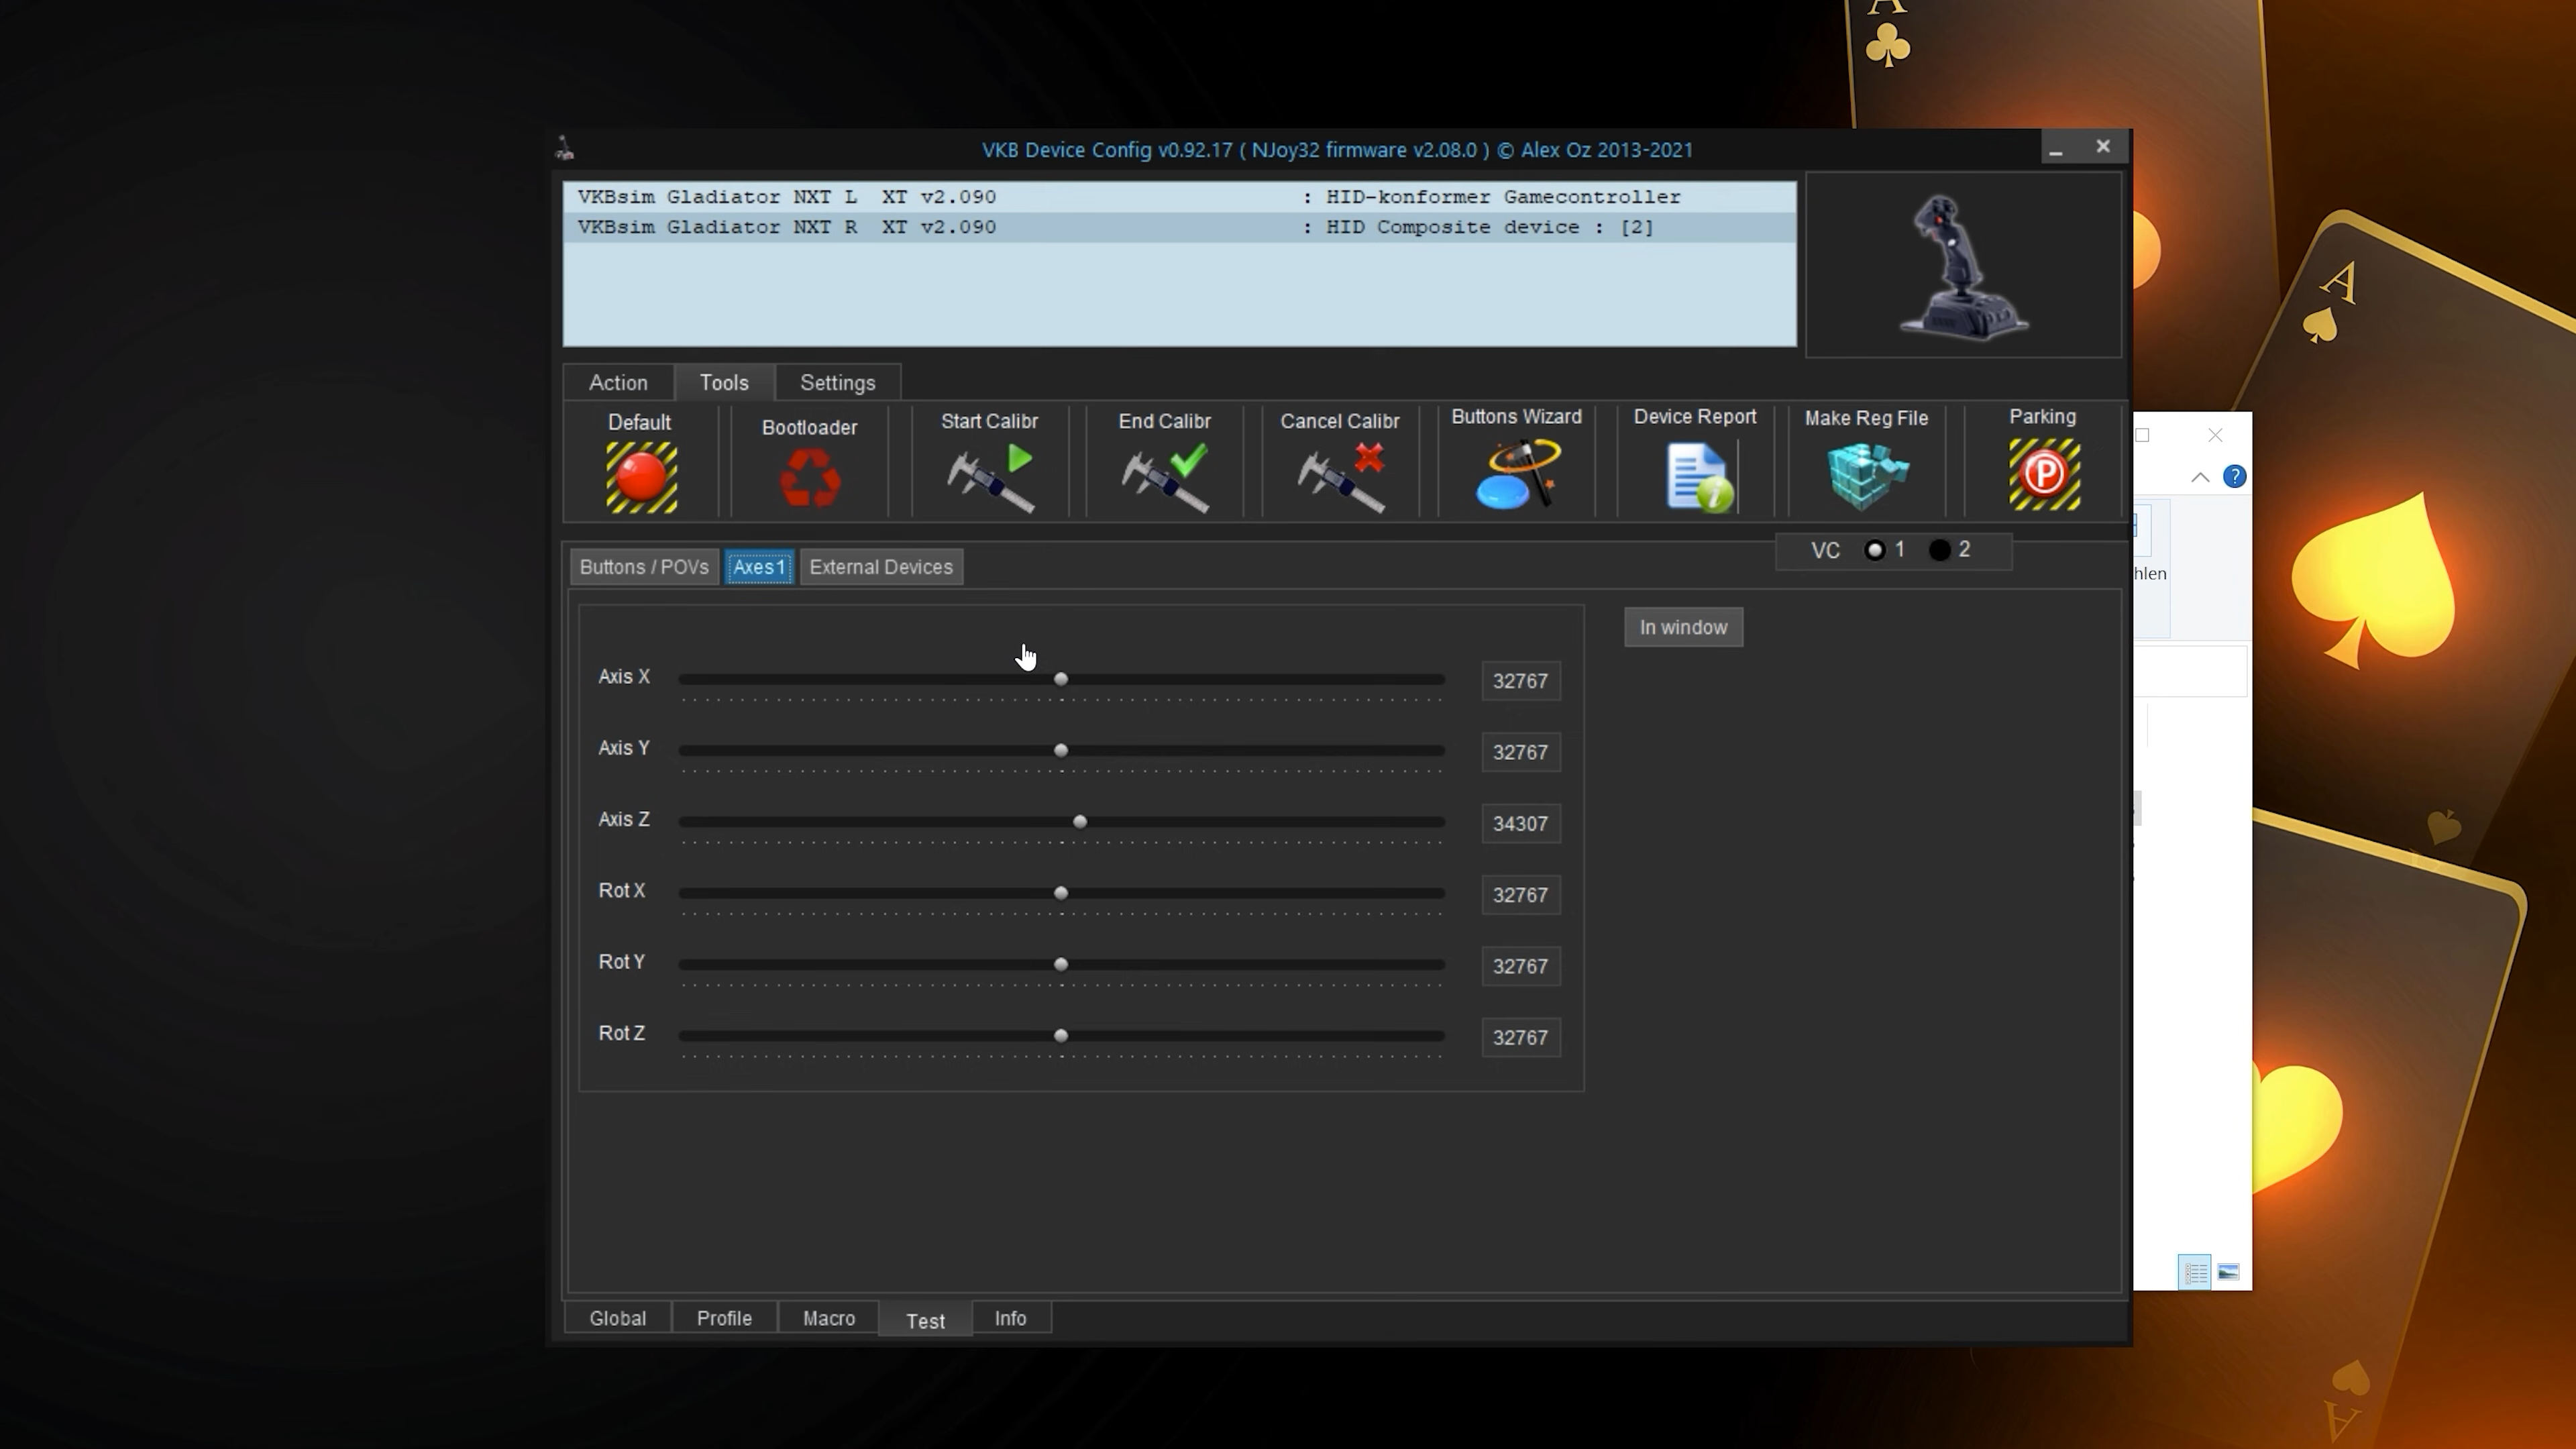 VKB Device Config v0.92.17 ( NJoy32 firmware v2.08.0 ) © Alex Oz 2013-2021
VKBsim Gladiator NXT L XT v2.090 : HID-konformer Gamecontroller
VKBsim Gladiator NXT R XT v2.090 : HID Composite device : [2]
Action Tools Settings
Default Bootloader Start Calibr End Calibr Cancel Calibr Buttons Wizard Device Report Make Reg File Parking
VC 1 2
Buttons / POVs Axes1 External Devices
hlen
In window
Axis X 32767
Axis Y 32767
Axis Z 34307
Rot X 32767
Rot Y 32767
Rot Z 32767
Global Profile Macro Test Info
A
A
A